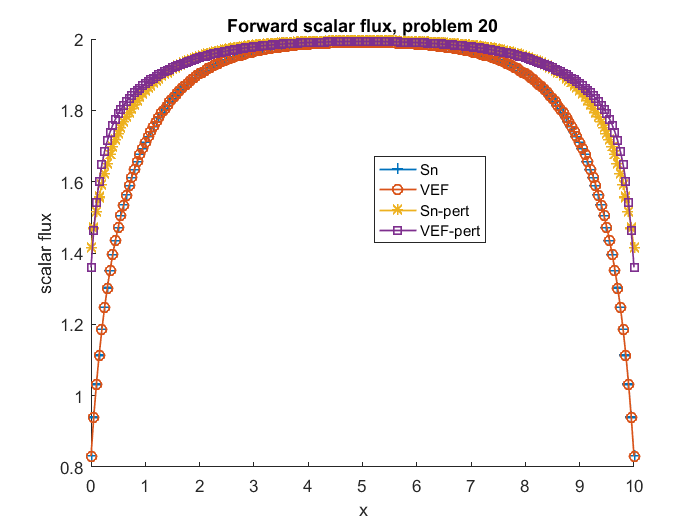 Forward scalar flux, problem 20
2
1.8
1.6
1.4
1.2
1
0.8
scalar flux
Sn
VEF
Sn-pert
VEF-pert
0 1 2 3 4 5 6 7 8 9 10
x